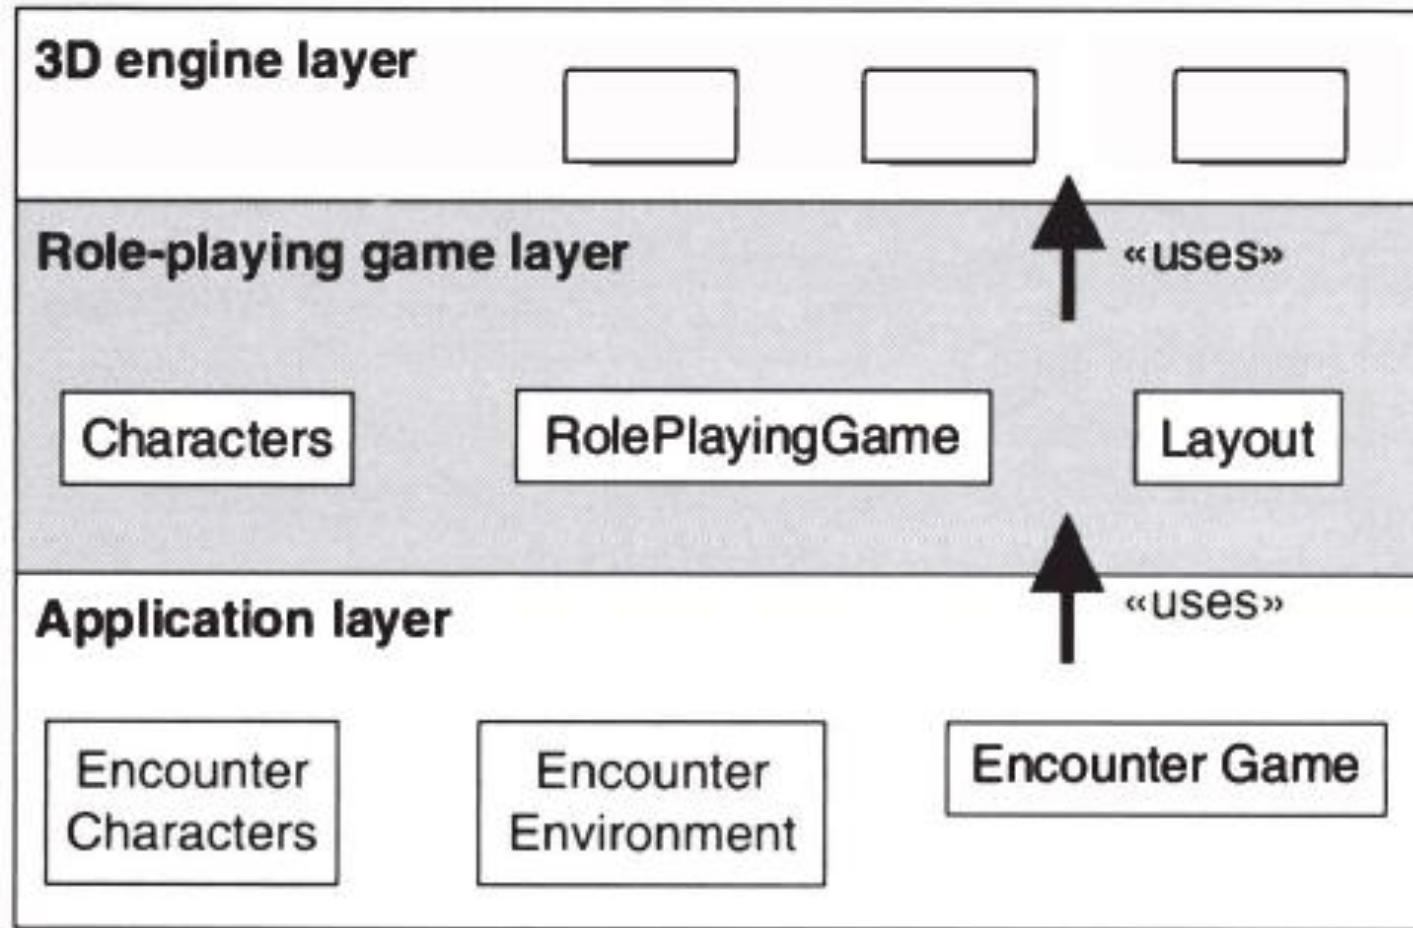 3D engine layer
Role-playing game layer
«uses»
Characters
RolePlayingGame
Layout
Application layer
«uses»
Encounter
Characters
Encounter
Environment
Encounter Game